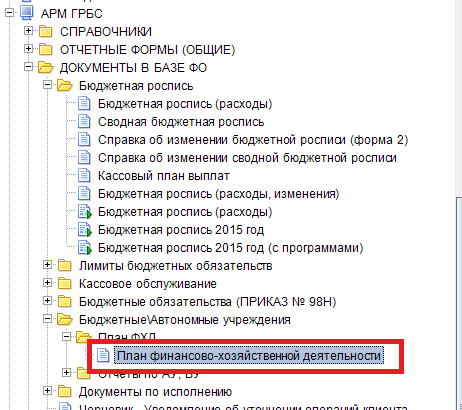 АРМ ГРБС
СПРАВОЧНИКИ
ОТЧЕТНЫЕ ФОРМЫ (ОБЩИЕ)
ДОКУМЕНТЫ В БАЗЕ ФО
Бюджетная роспись
Бюджетная роспись (расходы)
Сводная бюджетная роспись
Справка об изменении бюджетной росписи (форма 2)
Справка об изменении сводной бюджетной росписи
Кассовый план выплат
Бюджетная роспись (расходы, изменения)
Бюджетная роспись (расходы)
Бюджетная роспись 2015 год
Бюджетная роспись 2015 год (с программами)
Лимиты бюджетных обязательств
Кассовое обслуживание
Бюджетные обязательства (ПРИКАЗ № 98Н)
Бюджетные\Автономные учреждения
План ФХД
План финансово-хозяйственной деятельности
Отчеты по АУ, БУ
Документы по исполнению
Черновик - Уведомление об уточнении операций клиента